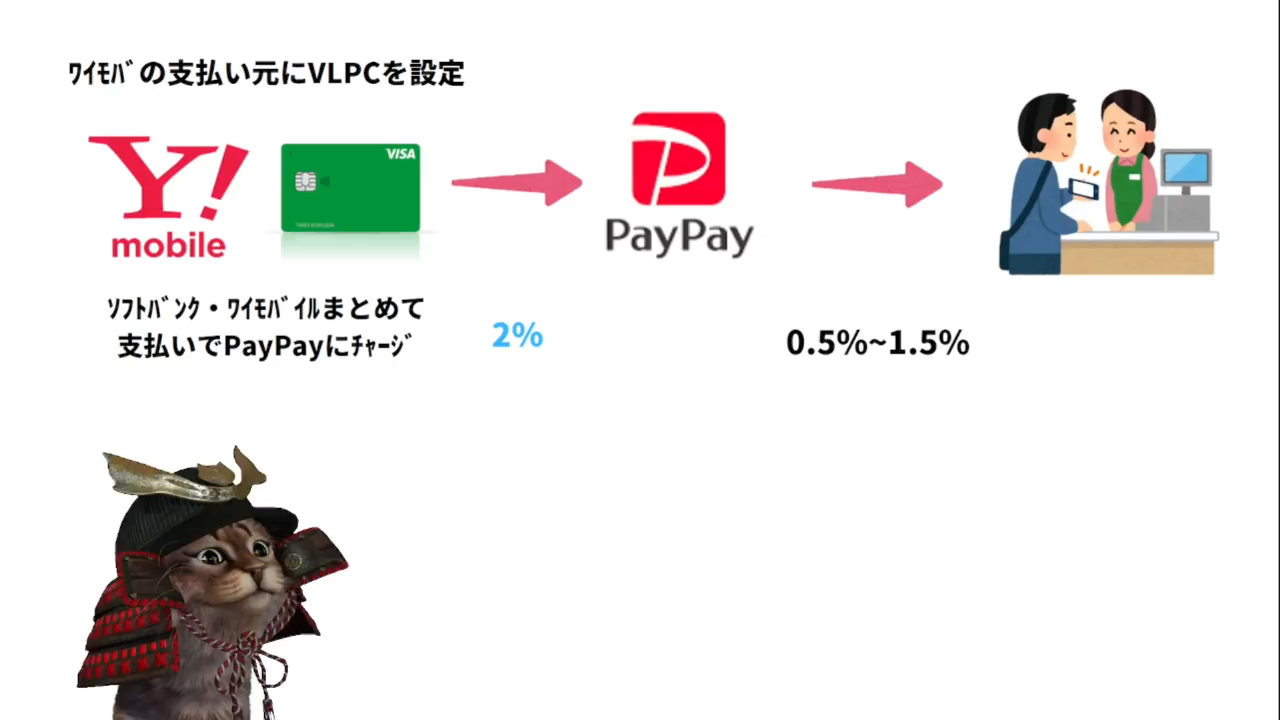 ﾜｲﾓﾊﾞの支払い元にVLPCを設定
Y!
mobile
VISA
PayPay
ｿﾌﾄﾊﾞﾝｸ・ﾜｲﾓﾊﾞｲﾙまとめて
支払いでPayPayにﾁｬｰｼﾞ
2%
0.5%~1.5%